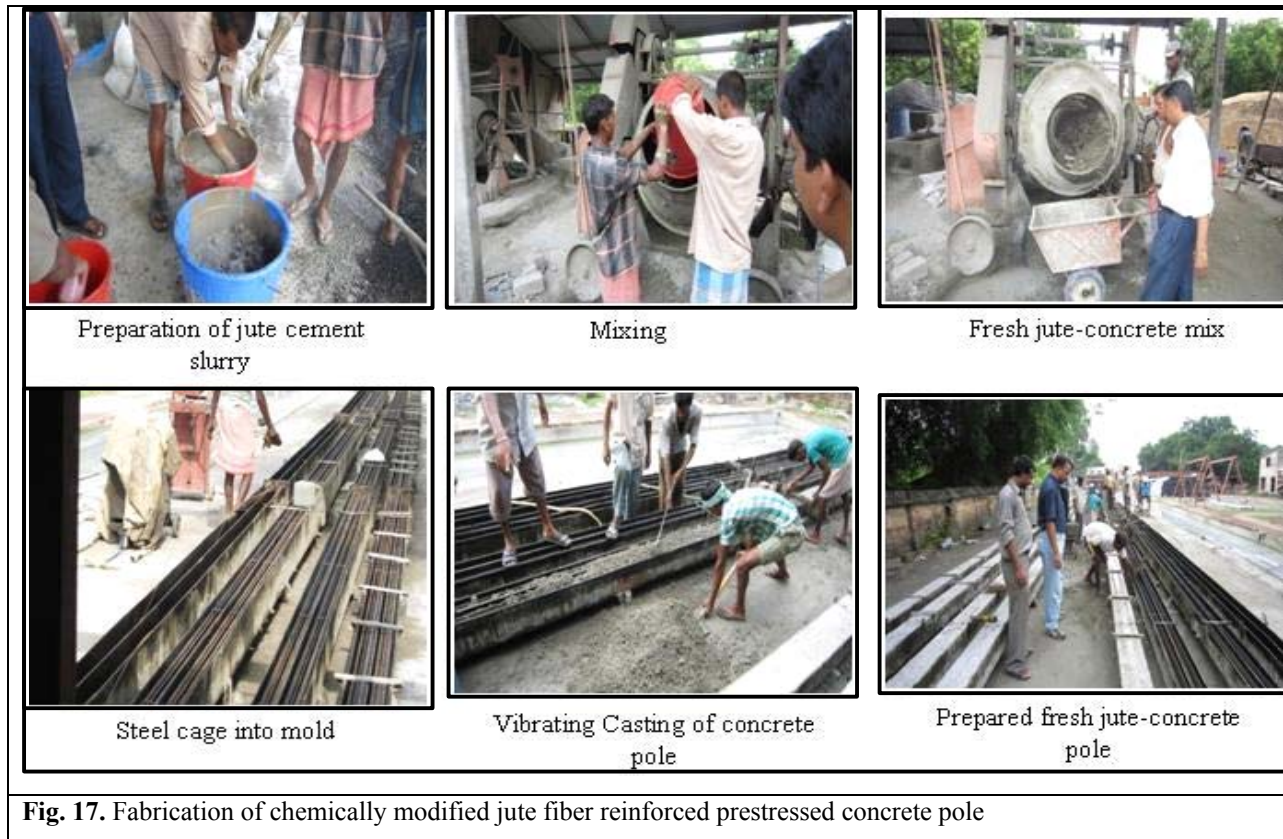 Preparation of jute cement
slurry
Mixing
Fresh jute-concrete mix
Steel cage into mold
Vibrating Casting of concrete
pole
Prepared fresh jute-concrete
pole
Fig. 17. Fabrication of chemically modified jute fiber reinforced prestressed concrete pole